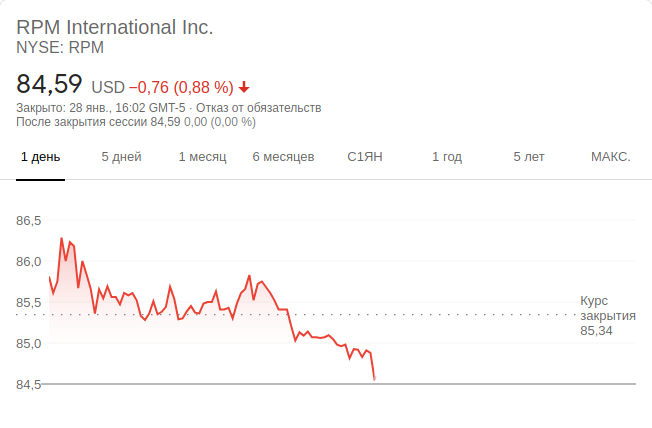 RPM International Inc.
NYSE: RPM
84,59 USD −0,76 (0,88 %)
Закрыто: 28 янв., 16:02 GMT-5 · Отказ от обязательств
После закрытия сессии 84,59 0,00 (0,00 %)
1 день 5 дней 1 месяц 6 месяцев С1ЯН 1 год 5 лет МАКС.
86,5
86,0
85,5
85,0
84,5
Курс
закрытия
85,34